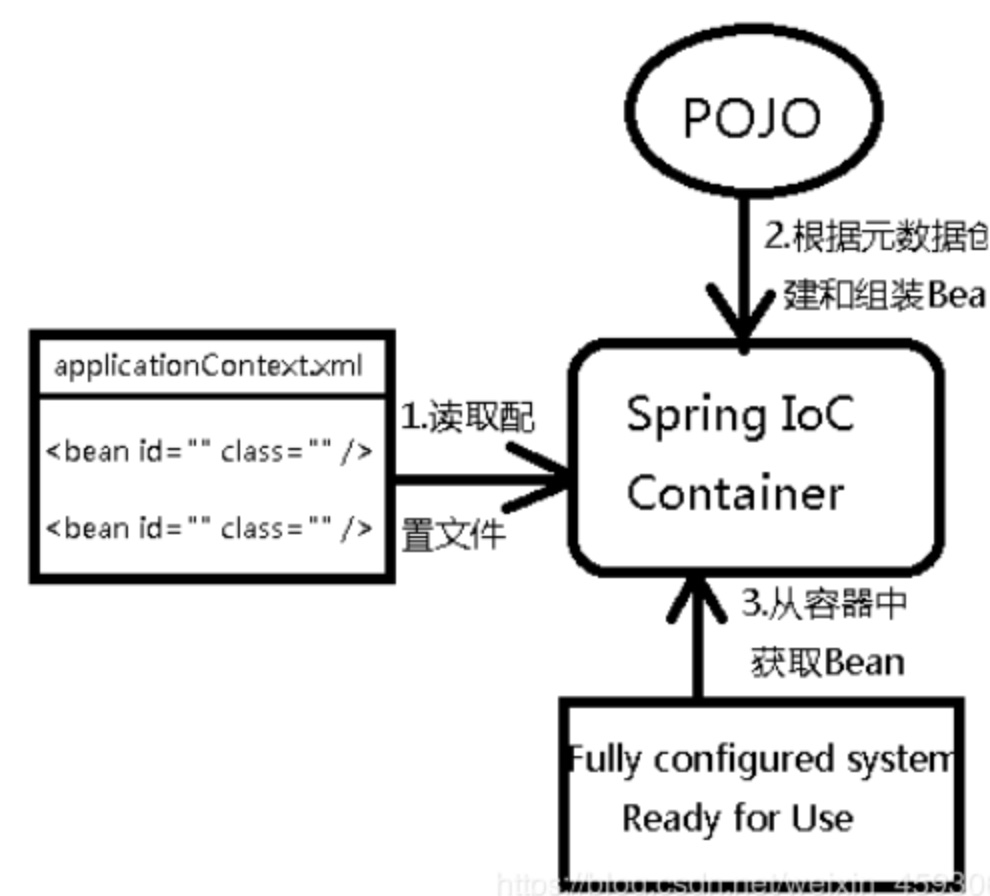 POJO
2.根据元数据创
建和组装Bea
applicationContext.xml
<bean id="" class="" />
<bean id="" class="" />
1.读取配
置文件
Spring IoC
Container
3.从容器中
获取Bean
Fully configured system
Ready for Use
https://blog.csdn.net/weixin_459300